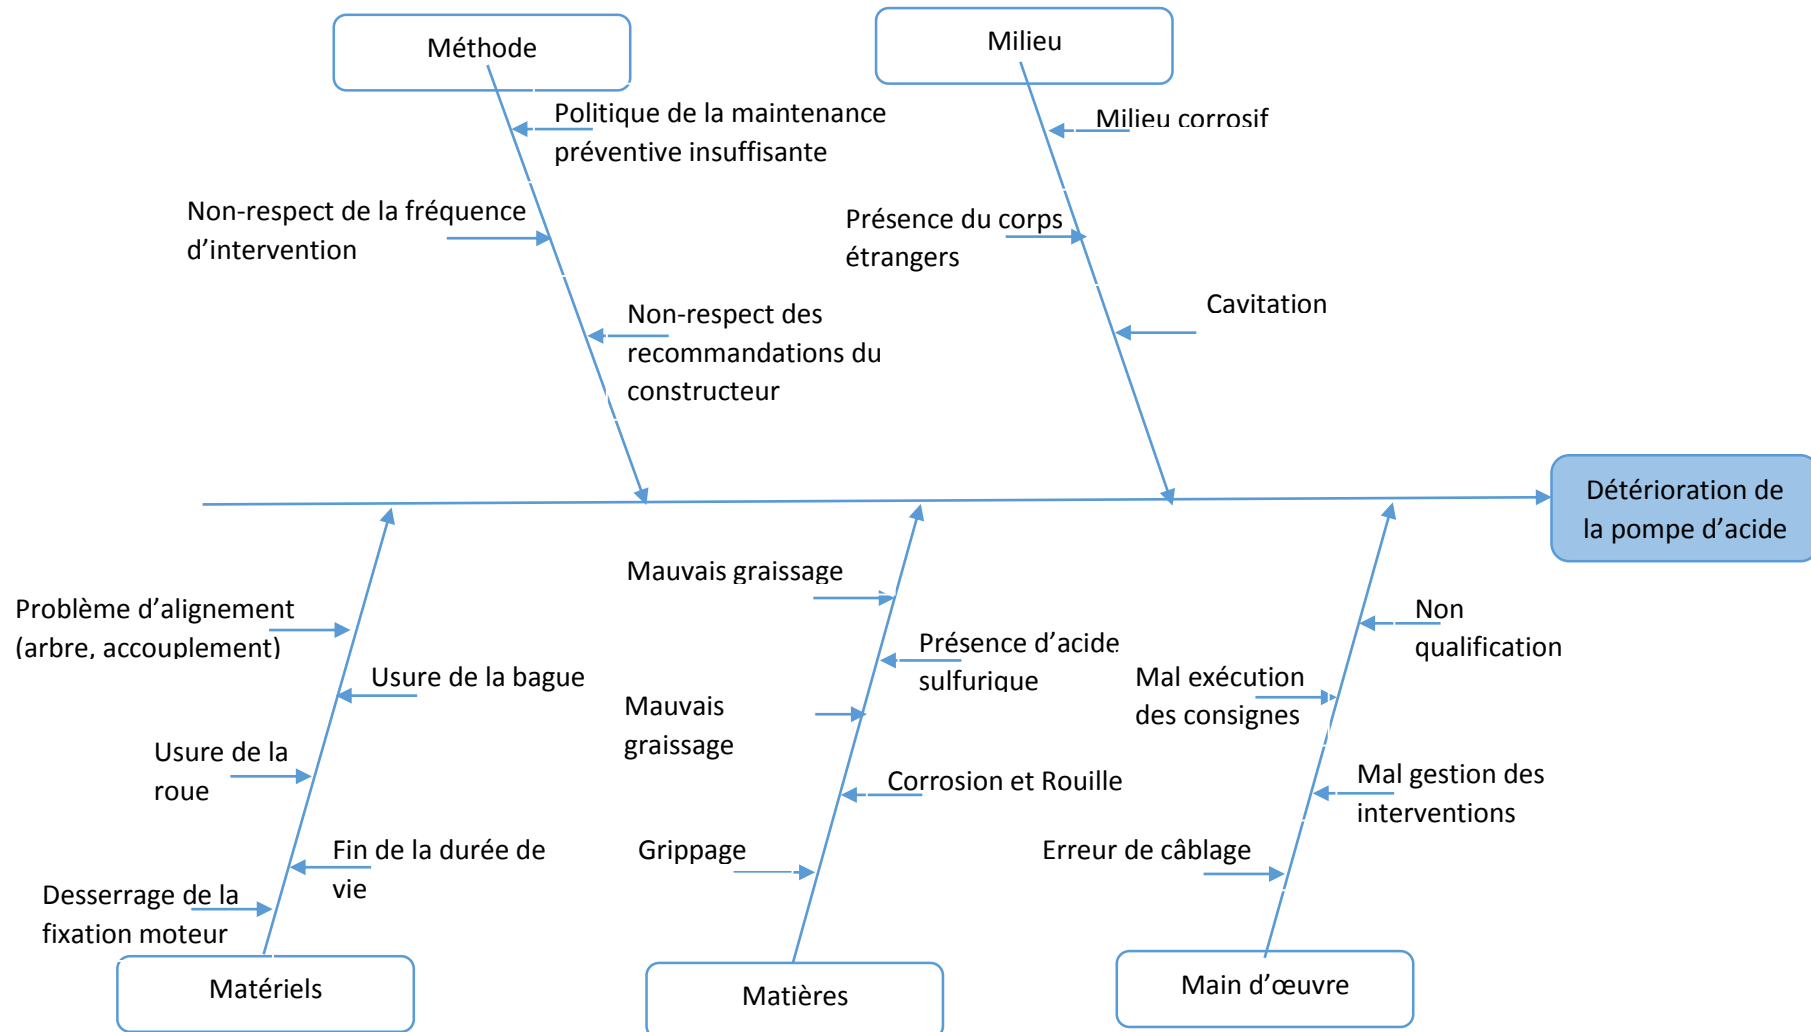 Méthode
Milieu
Politique de la maintenance
préventive insuffisante
Milieu corrosif
Non-respect de la fréquence
d’intervention
Présence du corps
étrangers
Non-respect des
recommandations du
constructeur
Cavitation
Détérioration de
la pompe d’acide
Mauvais graissage
Problème d’alignement
(arbre, accouplement)
Non
qualification
Présence d’acide
sulfurique
Usure de la bague
Mal exécution
des consignes
Mauvais
graissage
Usure de la
roue
Corrosion et Rouille
Mal gestion des
interventions
Fin de la durée de
vie
Grippage
Erreur de câblage
Desserrage de la
fixation moteur
Matériels
Matières
Main d’œuvre